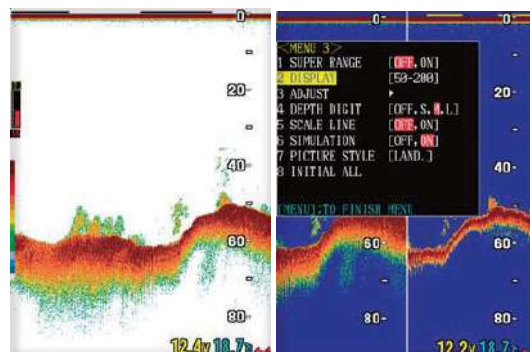 0-
20-
40-
60-
80-
12.4v 18.7
0-
<MENU 3>
1 SUPER RANGE [OFF, ON]
2 DISPLAY [50-200]
3 ADJUST
4 DEPTH DIGIT [OFF, S, M, L]
5 SCALE LINE [OFF, ON]
6 SIMULATION [OFF, ON]
7 PICTURE STYLE [LAND.]
8 INITIAL ALL
[MENU]:TO FINISH MENU
20-
40-
60- 60-
80- 80-
12.2v 18.7